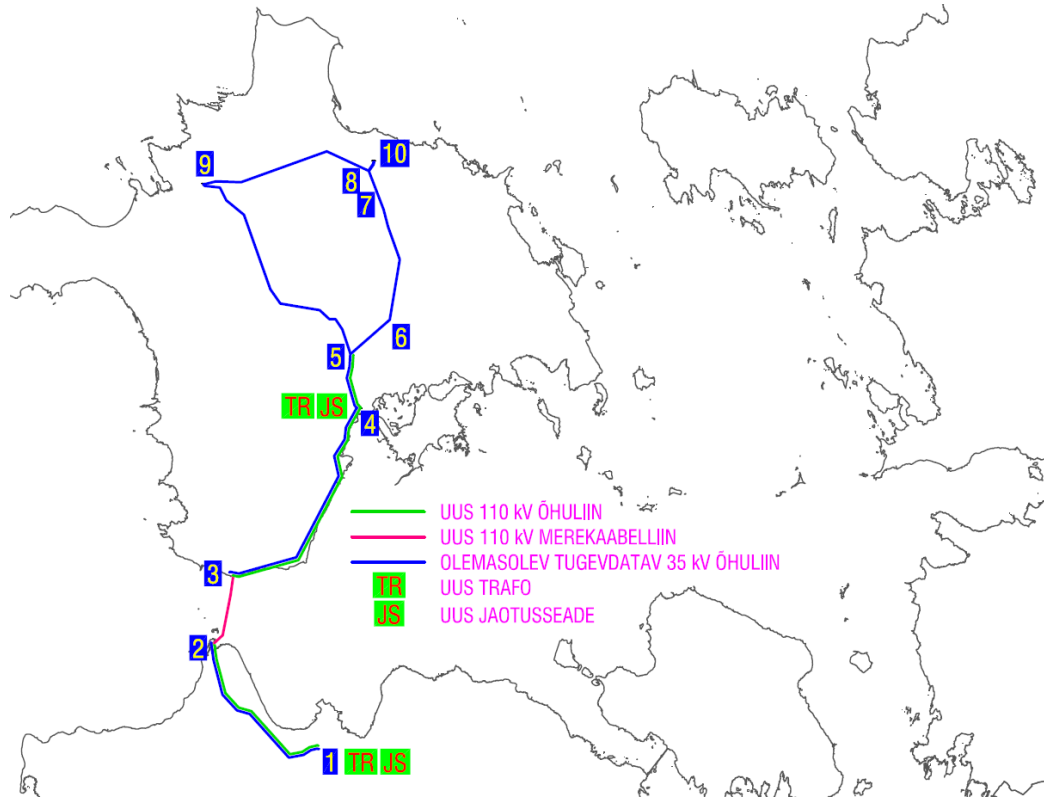 10
9
8
7
6
5
TR JS
4
UUS 110 kV ÕHULIIN
UUS 110 kV MEREKAABELLIIN
OLEMASOLEV TUGEVDATAV 35 kV ÕHULIIN
3
TR UUS TRAFO
JS UUS JAOTUSSEADE
2
1 TR JS